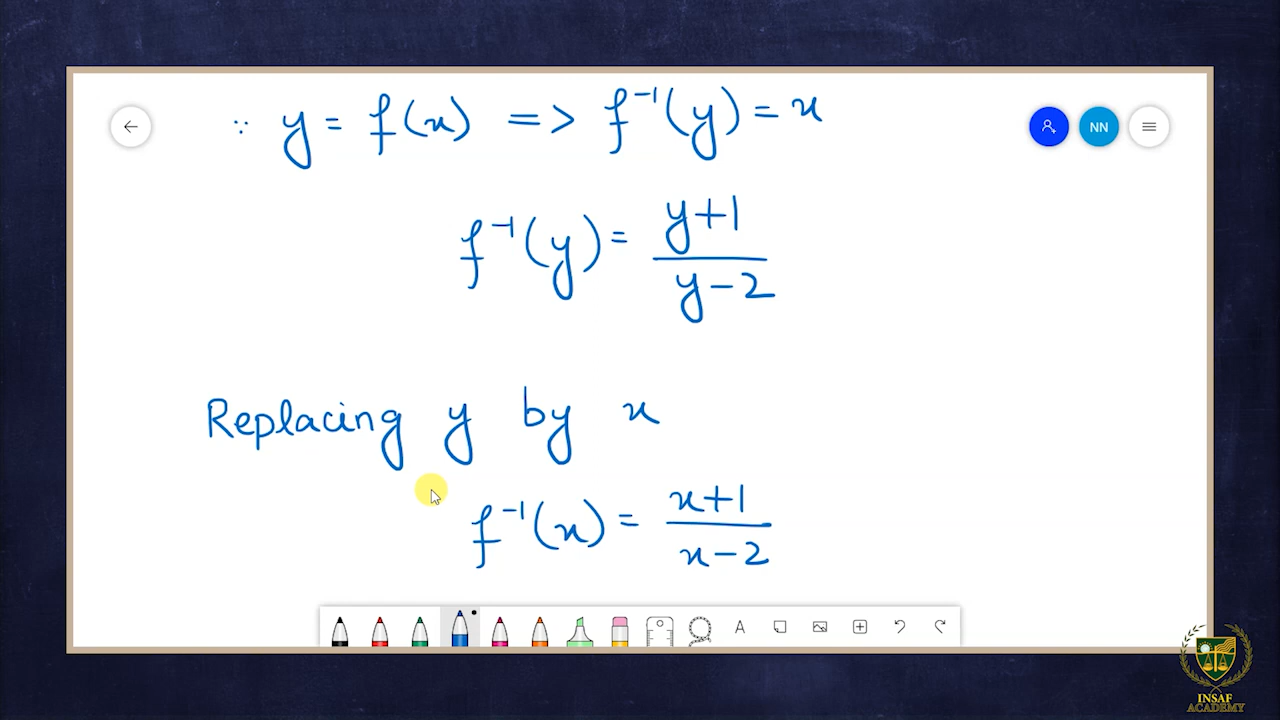 ∵ y = f(x) => f⁻¹(y) = x
NN
f⁻¹(y) = y+1
y-2
Replacing y by x
f⁻¹(x) = x+1
x-2
A
INSAF
ACADEMY